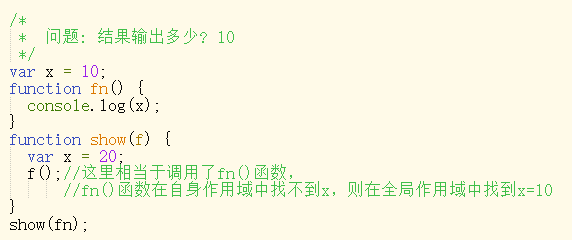 /*
 *  问题: 结果输出多少? 10
 */
var x = 10;
function fn() {
  console.log(x);
}
function show(f) {
  var x = 20;
  f();//这里相当于调用了fn()函数,
      //fn()函数在自身作用域中找不到x, 则在全局作用域中找到x=10
}
show(fn);